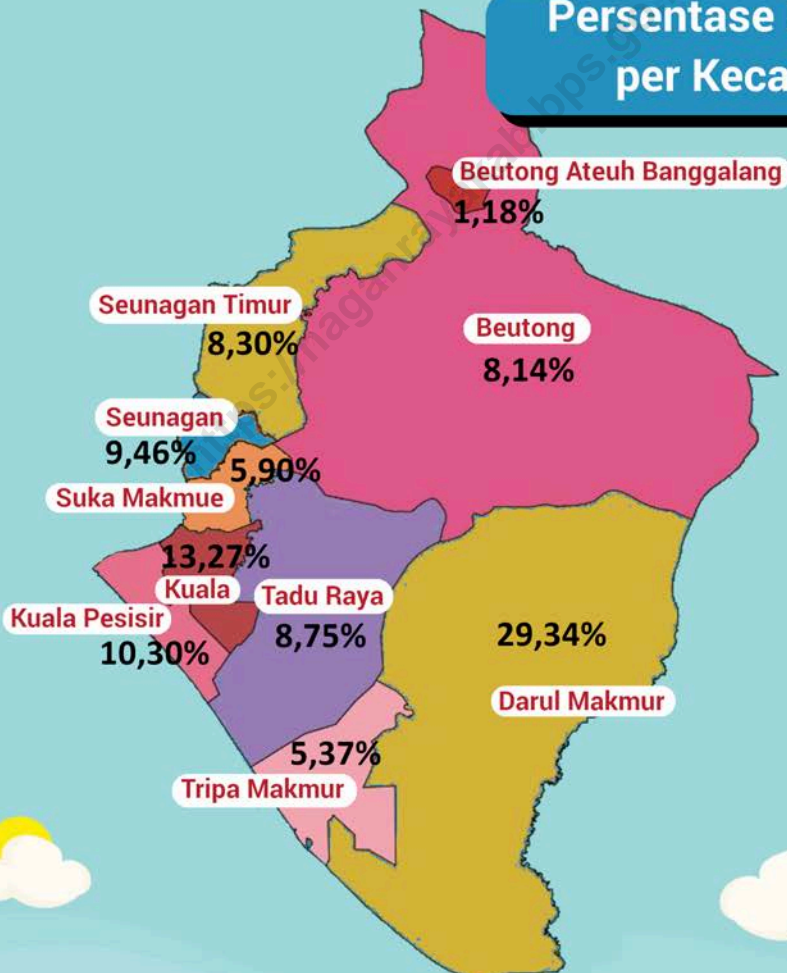 Persentase
per Keca
Beutong Ateuh Banggalang
1,18%
Seunagan Timur
8,30%
Beutong
8,14%
Seunagan
9,46%
5,90%
Suka Makmue
13,27%
Kuala
Kuala Pesisir
10,30%
Tadu Raya
8,75%
29,34%
Darul Makmur
5,37%
Tripa Makmur